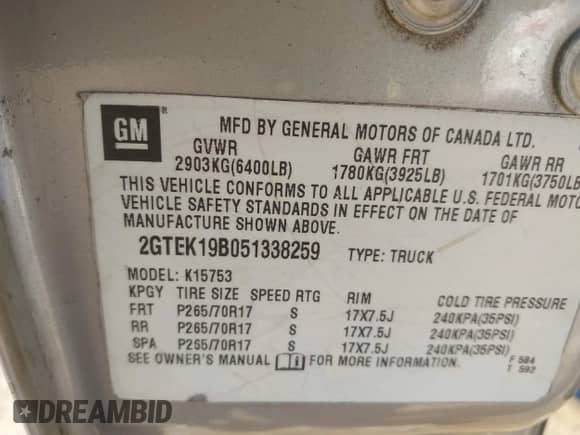 GM ®
MFD BY GENERAL MOTORS OF CANADA LTD.
GVWR GAWR FRT GAWR RR
2903KG(6400LB) 1780KG(3925LB) 1701KG(3750LB
THIS VEHICLE CONFORMS TO ALL APPLICABLE U.S. FEDERAL MOTO
VEHICLE SAFETY STANDARDS IN EFFECT ON THE DATE OF
MANUFACTURE SHOWN ABOVE.
2GTEK19B051338259 TYPE: TRUCK
MODEL: K15753
KPGY TIRE SIZE SPEED RTG RIM COLD TIRE PRESSURE
FRT P265/70R17 S 17X7.5J 240KPA(35PSI)
RR P265/70R17 S 17X7.5J 240KPA(35PSI)
SPA P265/70R17 S 17X7.5J 240KPA(35PSI)
SEE OWNER'S MANUAL FOR MORE INFORMATION. F 584
T 592
DREAMBID